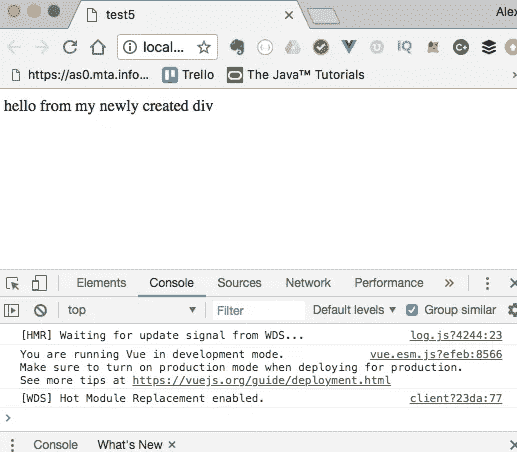 test5
Alex
local...
IQ
C+
https://as0.mta.info...
Trello
The Java™ Tutorials
hello from my newly created div
Elements
Console
Sources
Network
Performance
»
top
Filter
Default levels
Group similar
[HMR] Waiting for update signal from WDS...
log.js?4244:23
You are running Vue in development mode.
vue.esm.js?efeb:8566
Make sure to turn on production mode when deploying for production.
See more tips at https://vuejs.org/guide/deployment.html
[WDS] Hot Module Replacement enabled.
client?23da:77
>
Console
What's New